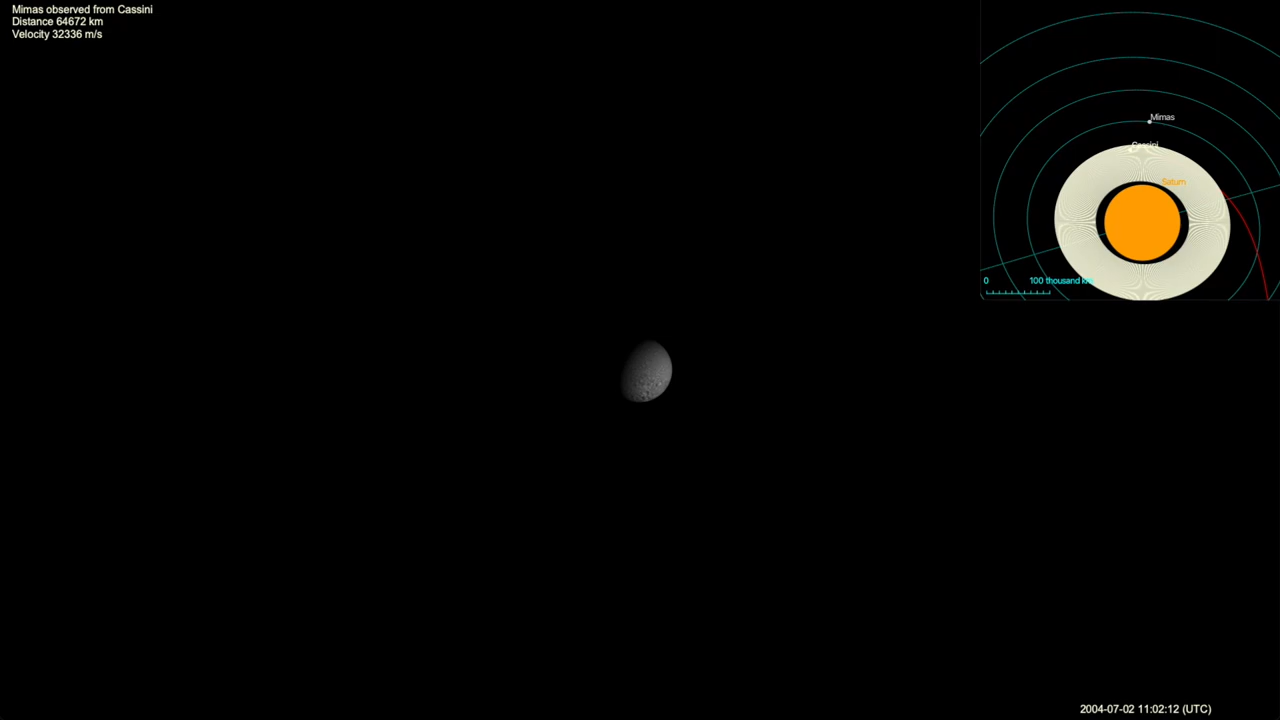 Mimas observed from Cassini
Distance 64672 km
Velocity 32336 m/s
Mimas
Cassini
Saturn
0 100 thousand km
2004-07-02 11:02:12 (UTC)